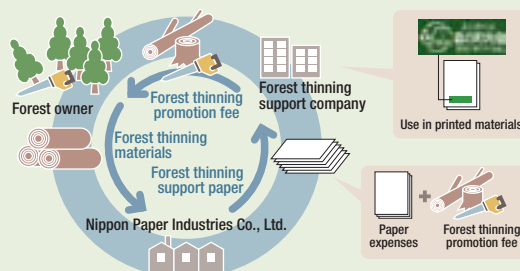 Forest owner
Forest thinning
promotion fee
Forest thinning
support company
Forest thinning
materials
Forest thinning
support paper
Nippon Paper Industries Co., Ltd.
Use in printed materials
Paper
expenses
+
Forest thinning
promotion fee